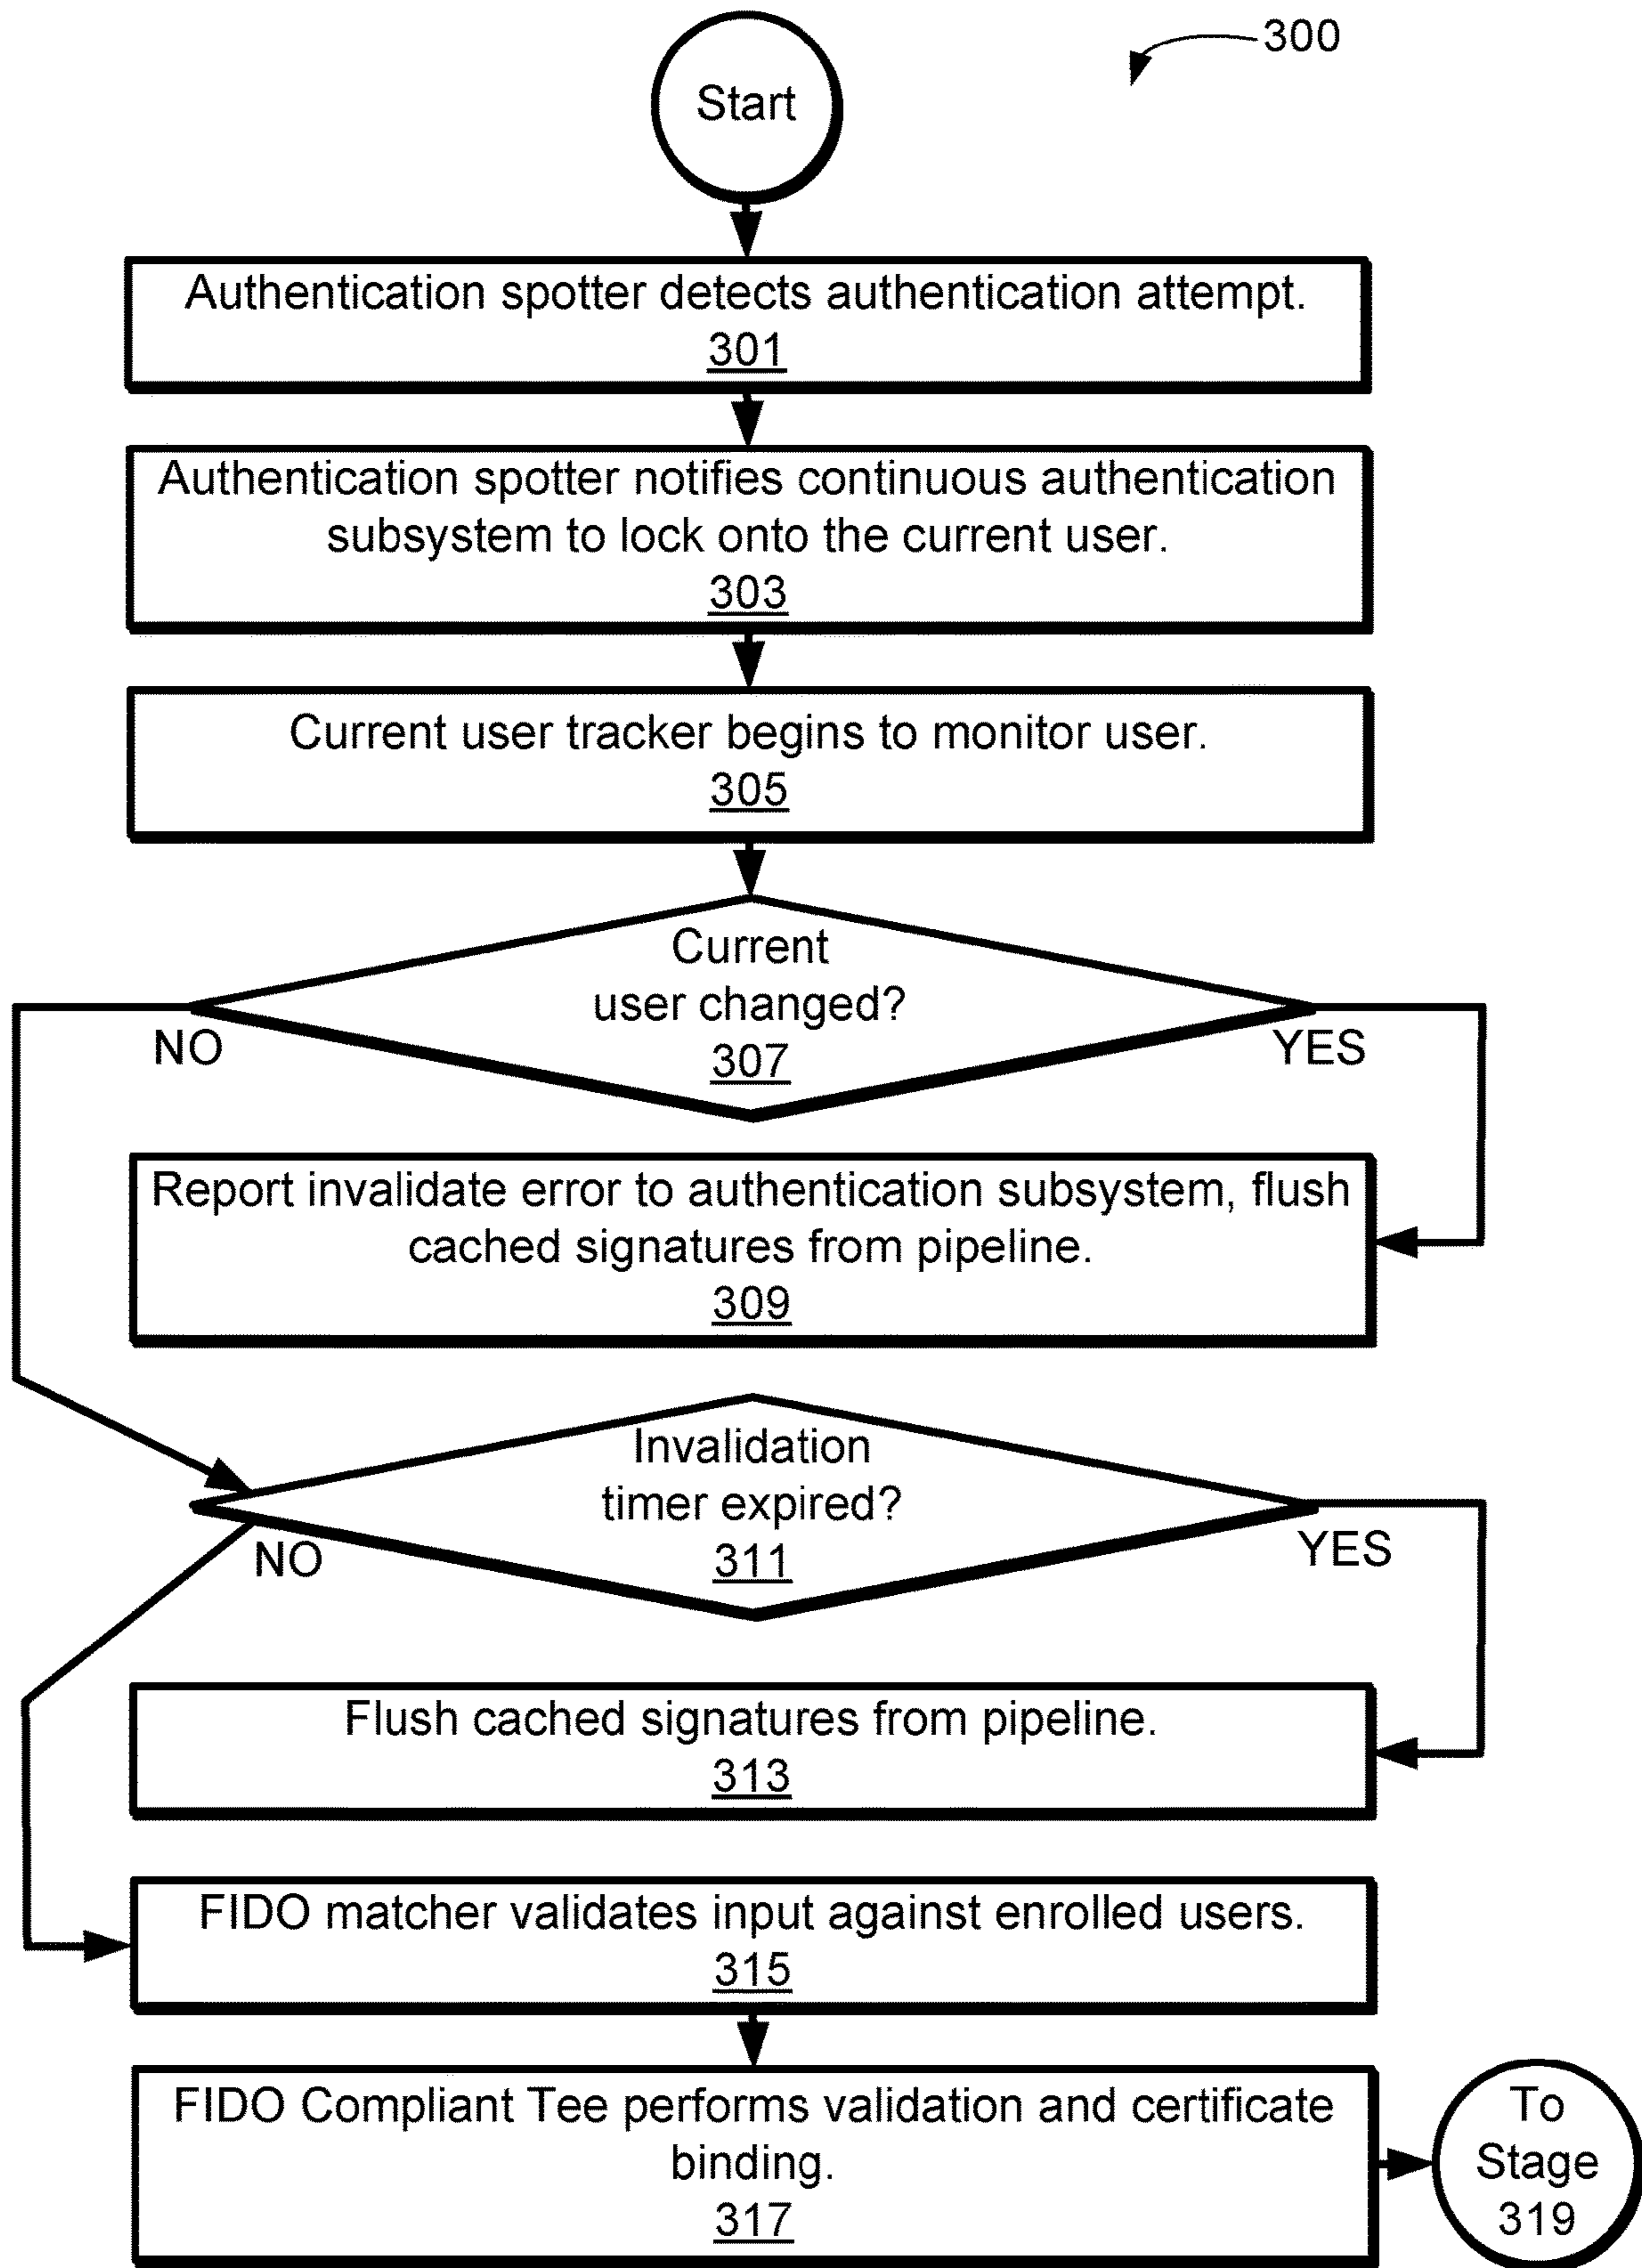 300
Start
Authentication spotter detects authentication attempt.
301
Authentication spotter notifies continuous authentication
subsystem to lock onto the current user.
303
Current user tracker begins to monitor user.
305
Current
user changed?
307
NO
YES
Report invalidate error to authentication subsystem, flush
cached signatures from pipeline.
309
Invalidation
timer expired?
311
NO
YES
Flush cached signatures from pipeline.
313
FIDO matcher validates input against enrolled users.
315
FIDO Compliant Tee performs validation and certificate
binding.
317
To
Stage
319